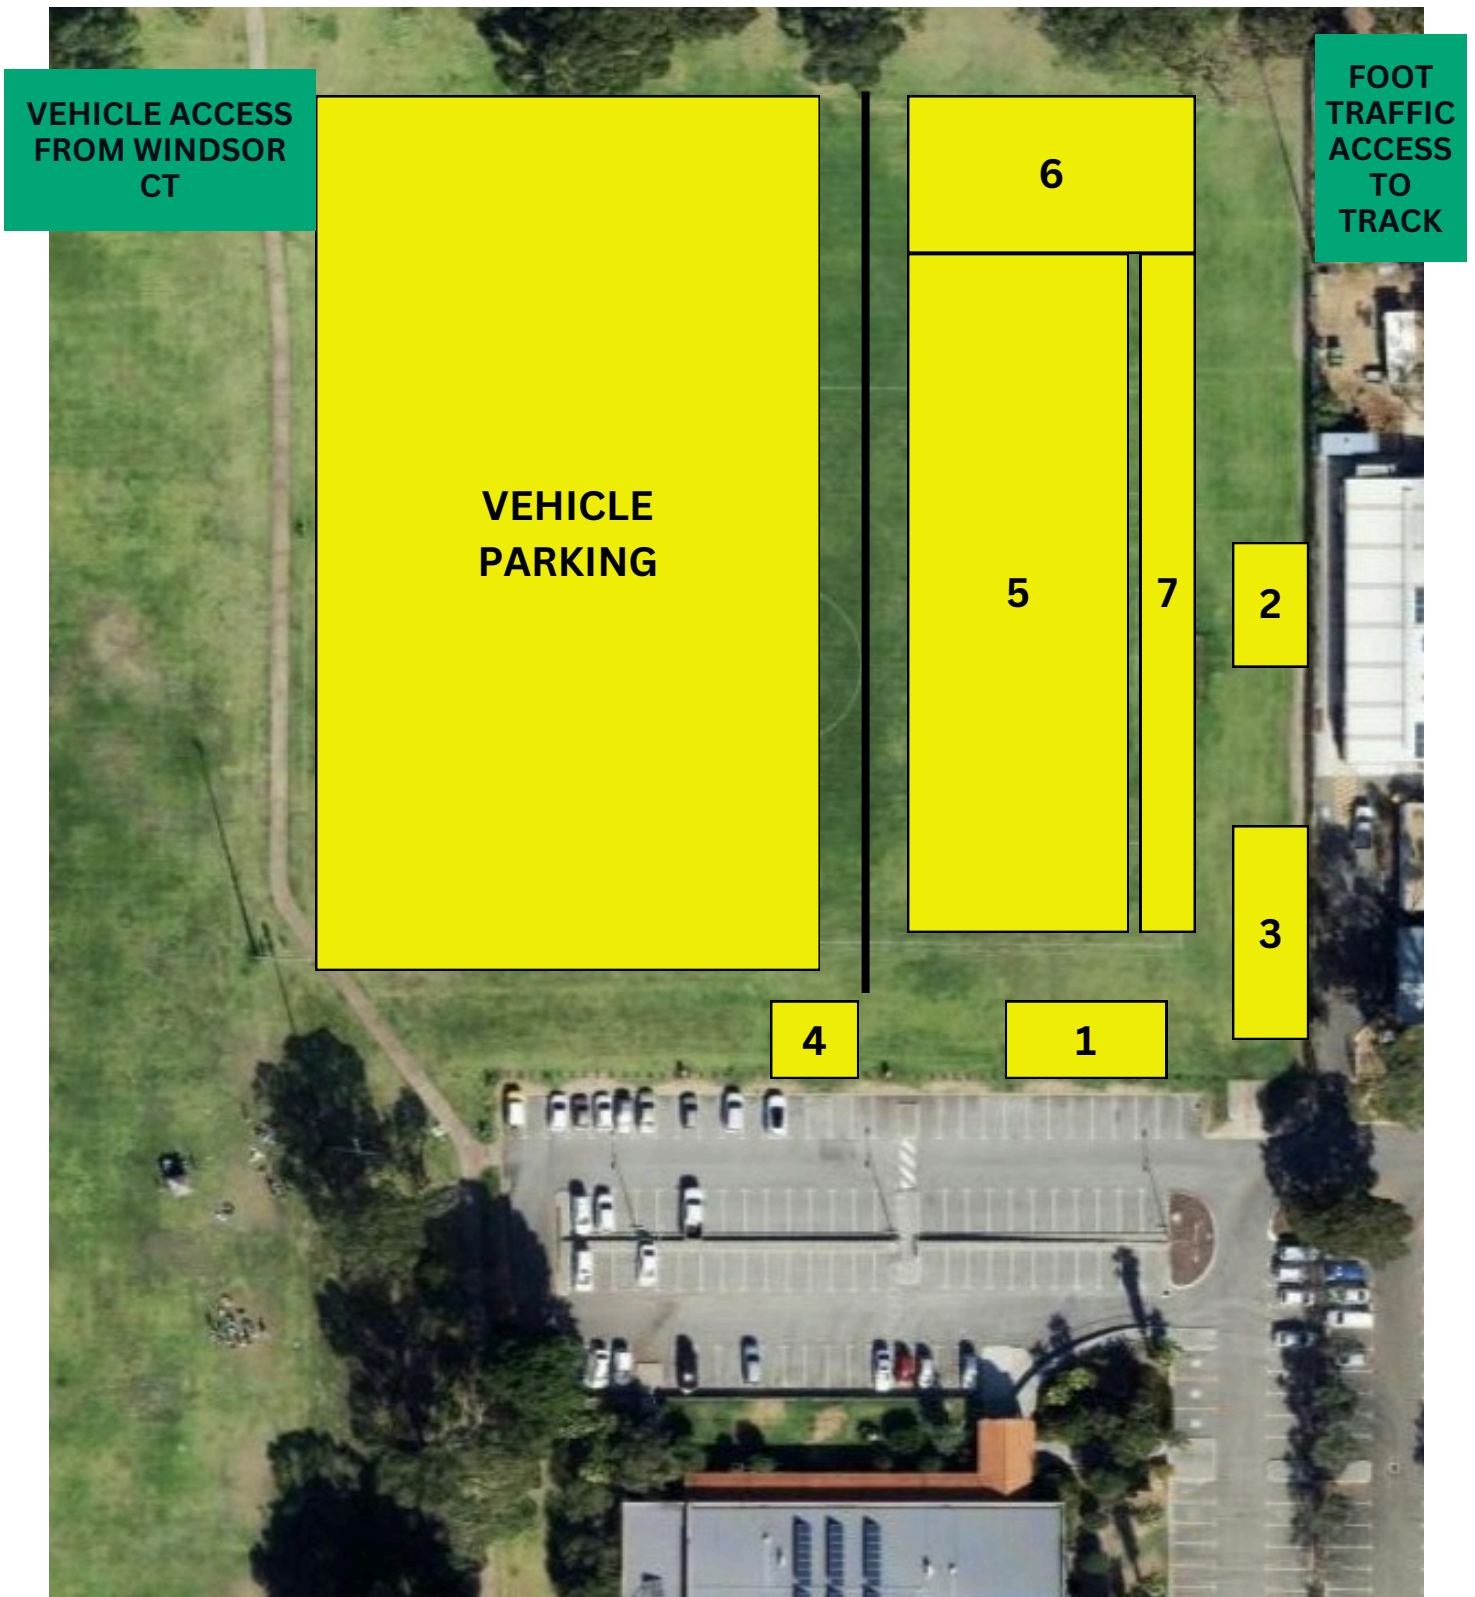 VEHICLE ACCESS
FROM WINDSOR
CT
FOOT
TRAFFIC
ACCESS
TO
TRACK
6
VEHICLE
PARKING
5
7
2
3
4
1